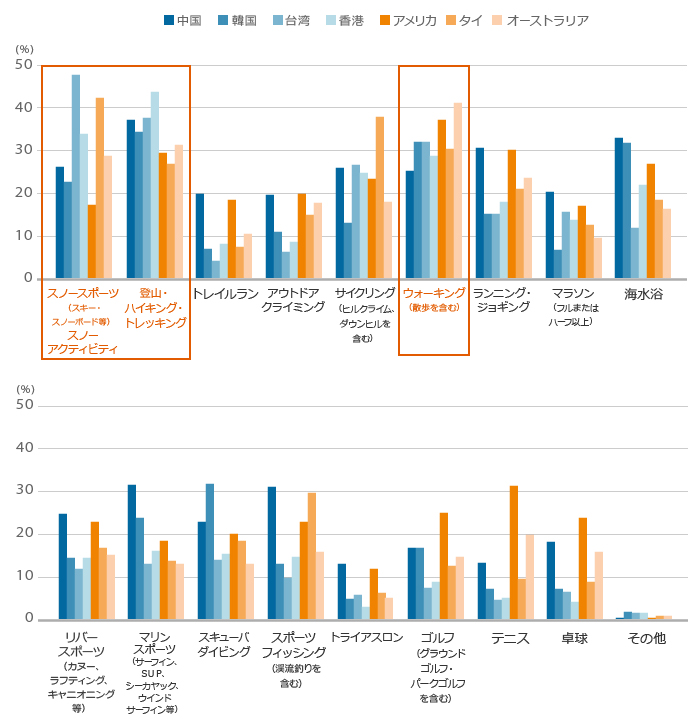 中国 韓国 台湾 香港 アメリカ タイ オーストラリア
(%)
50
40
30
20
10
0
スノースポーツ
(スキー・
スノーボード等)
スノー
アクティビティ
登山・
ハイキング・
トレッキング
トレイルラン
アウトドア
クライミング
サイクリング
(ヒルクライム、
ダウンヒルを
含む)
ウォーキング
(散歩を含む)
ランニング・
ジョギング
マラソン
(フルまたは
ハーフ以上)
海水浴
(%)
50
40
30
20
10
0
リバー
スポーツ
(カヌー、
ラフティング、
キャニオニング
等)
マリン
スポーツ
(サーフィン、
SUP、
シーカヤック、
ウインド
サーフィン等)
スキューバ
ダイビング
スポーツ
フィッシング
(渓流釣りを
含む)
トライアスロン
ゴルフ
(グラウンド
ゴルフ・
パークゴルフ
を含む)
テニス
卓球
その他